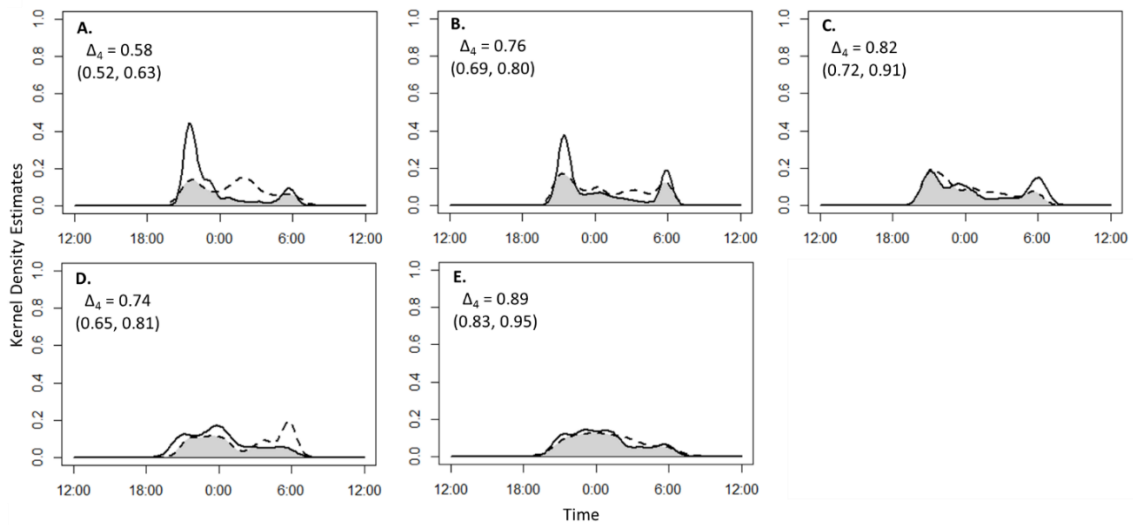 Kernel Density Estimates
A.
Δ₄ = 0.58
(0.52, 0.63)
0.0 0.2 0.4 0.6 0.8 1.0
12:00 18:00 0:00 6:00 12:00
B.
Δ₄ = 0.76
(0.69, 0.80)
0.0 0.2 0.4 0.6 0.8 1.0
12:00 18:00 0:00 6:00 12:00
C.
Δ₄ = 0.82
(0.72, 0.91)
0.0 0.2 0.4 0.6 0.8 1.0
12:00 18:00 0:00 6:00 12:00
D.
Δ₄ = 0.74
(0.65, 0.81)
0.0 0.2 0.4 0.6 0.8 1.0
12:00 18:00 0:00 6:00 12:00
E.
Δ₄ = 0.89
(0.83, 0.95)
0.0 0.2 0.4 0.6 0.8 1.0
12:00 18:00 0:00 6:00 12:00
Time